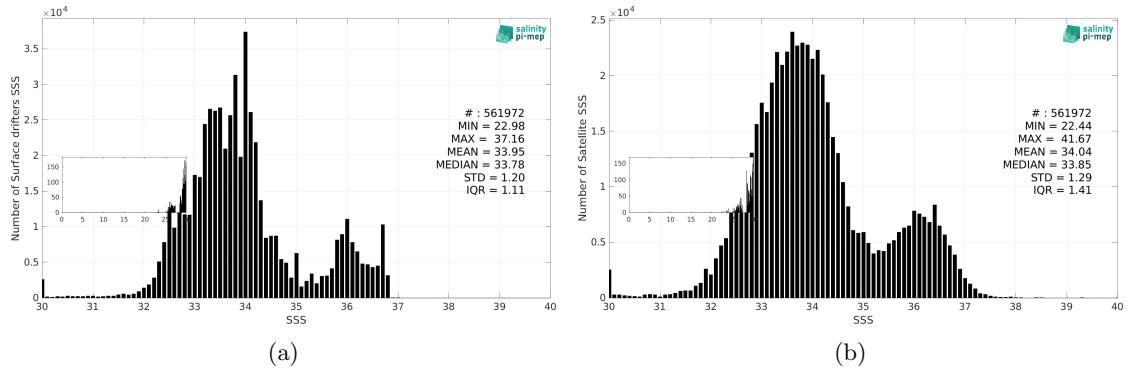 ×10⁴
salinity
pi-mep
Number of Surface drifters SSS
3.5
3
2.5
2
1.5
1
0.5
0
# : 561972
MIN = 22.98
MAX = 37.16
MEAN = 33.95
MEDIAN = 33.78
STD = 1.20
IQR = 1.11
150
100
50
0
0 5 10 15 20 25 30
30 31 32 33 34 35 36 37 38 39 40
SSS
(a)
×10⁴
salinity
pi-mep
Number of Satellite SSS
2.5
2
1.5
1
0.5
0
# : 561972
MIN = 22.44
MAX = 41.67
MEAN = 34.04
MEDIAN = 33.85
STD = 1.29
IQR = 1.41
150
100
50
0
0 5 10 15 20 25 30
30 31 32 33 34 35 36 37 38 39 40
SSS
(b)